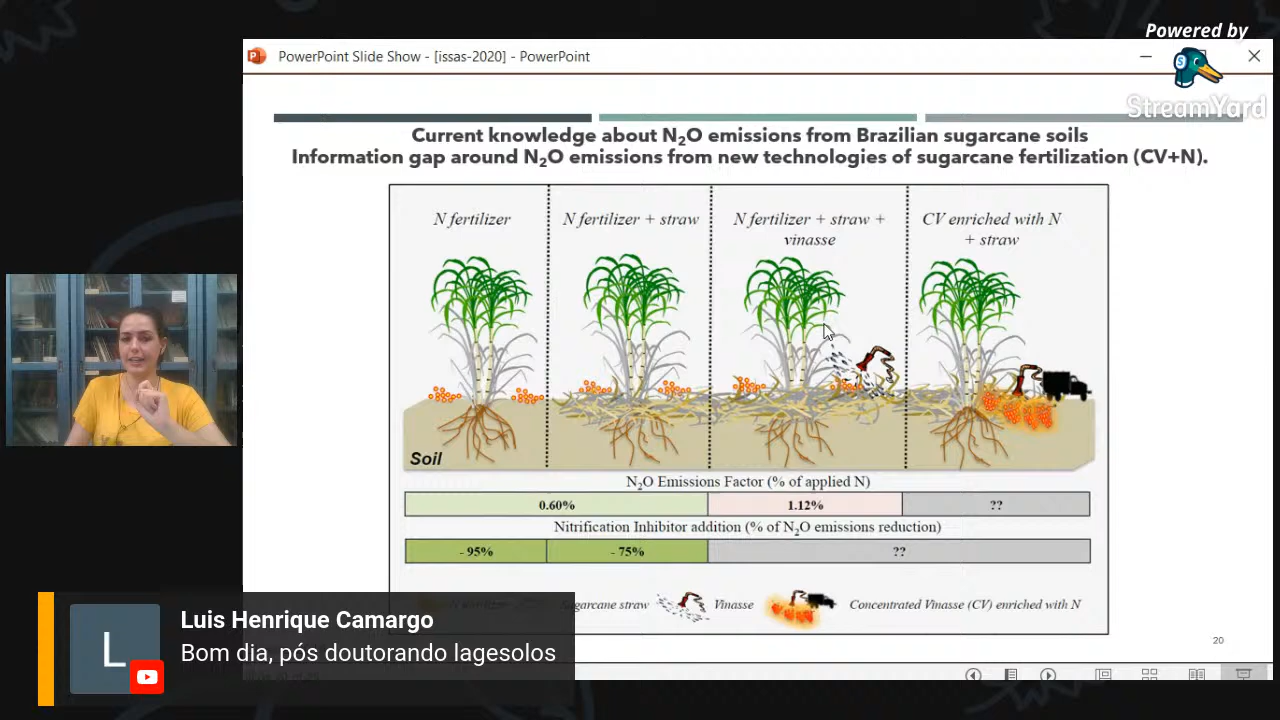 Powered by
StreamYard
PowerPoint Slide Show - [issas-2020] - PowerPoint
Current knowledge about N₂O emissions from Brazilian sugarcane soils
Information gap around N₂O emissions from new technologies of sugarcane fertilization (CV+N).
N fertilizer
N fertilizer + straw
N fertilizer + straw +
vinasse
CV enriched with N
+ straw
Soil
N₂O Emissions Factor (% of applied N)
0.60%
1.12%
??
Nitrification Inhibitor addition (% of N₂O emissions reduction)
- 95%
- 75%
??
Sugarcane straw
Vinasse
Concentrated Vinasse (CV) enriched with N
20
L
Luis Henrique Camargo
Bom dia, pós doutorando lagesolos